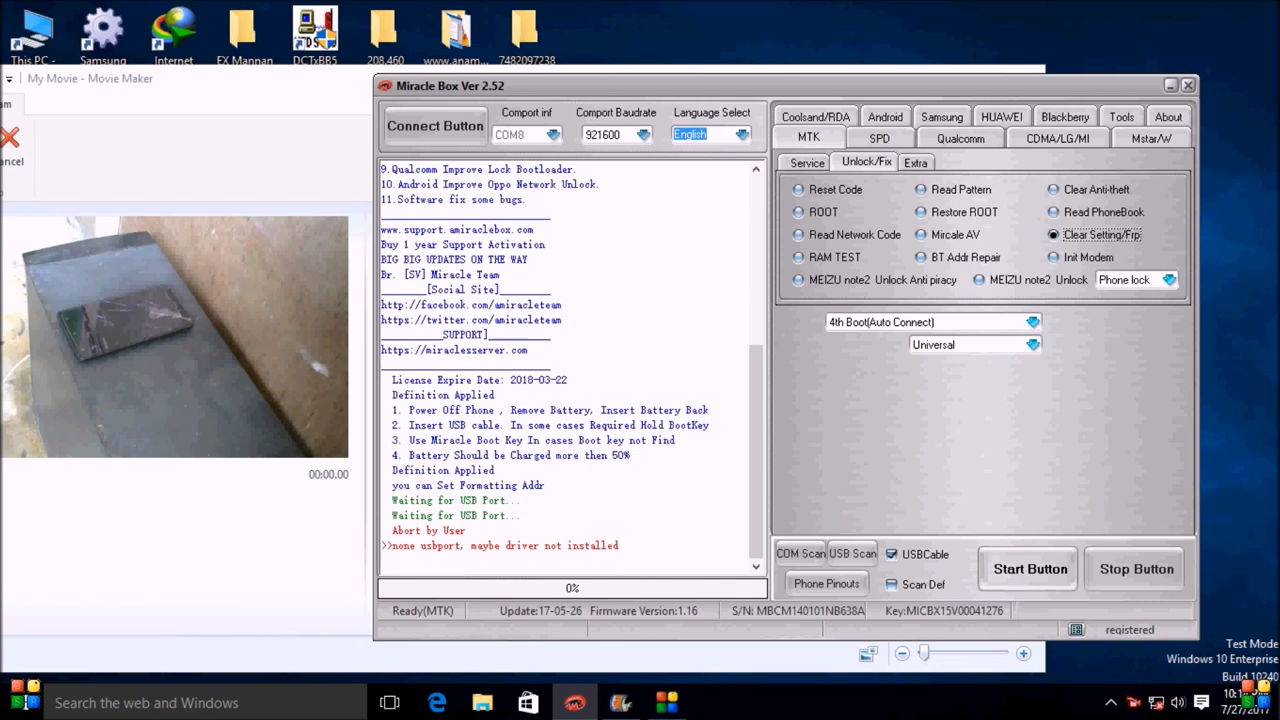 This PC -
Samsung
Internet
EX Mannan
DCTxBB5
208.460
www.anam...
7482097238
My Movie - Movie Maker
am
ancel
00:00.00
Miracle Box Ver 2.52
Connect Button
Comport inf
Comport Baudrate
Language Select
COM8
921600
English
9.Qualcomm Improve Lock Bootloader.
10.Android Improve Oppo Network Unlock.
11.Software fix some bugs.
www.support.amiraclebox.com
Buy 1 year Support Activation
BIG BIG UPDATES ON THE WAY
Br. [SV] Miracle Team
________[Social Site]_________
http://facebook.com/amiracleteam
https://twitter.com/amiracleteam
___________SUPPORT]___________
https://miraclesserver.com
License Expire Date: 2018-03-22
Definition Applied
1. Power Off Phone , Remove Battery, Insert Battery Back
2. Insert USB cable. In some cases Required Hold BootKey
3. Use Miracle Boot Key In cases Boot key not Find
4. Battery Should be Charged more then 50%
Definition Applied
you can Set Formatting Addr
Waiting for USB Port...
Waiting for USB Port...
Abort by User
>>none usbport, maybe driver not installed
0%
Coolsand/RDA Android Samsung HUAWEI Blackberry Tools About
MTK SPD Qualcomm CDMA/LG/MI Mstar/W
Service Unlock/Fix Extra
Reset Code Read Pattern Clear Anti-theft
ROOT Restore ROOT Read PhoneBook
Read Network Code Mircale AV Clear Setting/Frp
RAM TEST BT Addr Repair Init Modem
MEIZU note2 Unlock Anti piracy MEIZU note2 Unlock Phone lock
4th Boot(Auto Connect)
Universal
COM Scan USB Scan USBCable
Phone Pinouts Scan Def
Start Button Stop Button
Ready(MTK) Update:17-05-26 Firmware Version:1.16 S/N: MBCM140101NB638A Key:MICBX15V00041276
registered
Test Mode
Windows 10 Enterprise
Build 10240
Search the web and Windows
7/27/2017